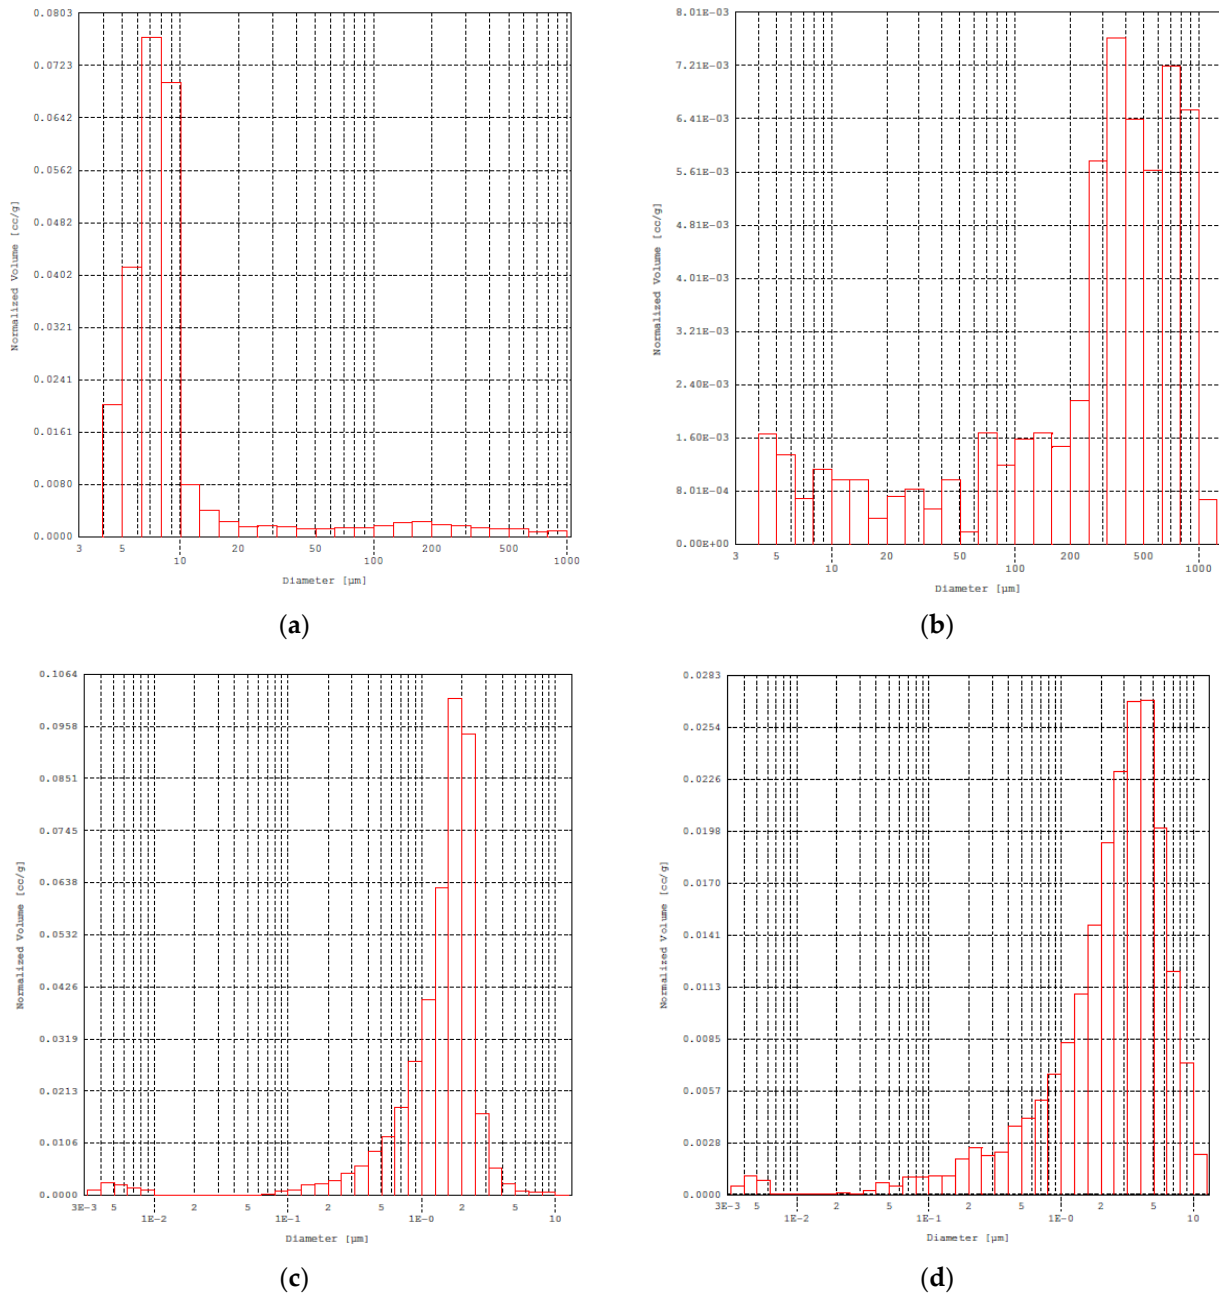 0.0803
0.0723
0.0642
0.0562
0.0482
0.0402
0.0321
0.0241
0.0161
0.0080
0.0000
Normalized Volume [cc/g]
3 5 10 20 50 100 200 500 1000
Diameter [µm]
(a)
8.01E-03
7.21E-03
6.41E-03
5.61E-03
4.81E-03
4.01E-03
3.21E-03
2.40E-03
1.60E-03
8.01E-04
0.00E+00
Normalized Volume [cc/g]
3 5 10 20 50 100 200 500 1000
Diameter [µm]
(b)
0.1064
0.0958
0.0851
0.0745
0.0638
0.0532
0.0426
0.0319
0.0213
0.0106
0.0000
Normalized Volume [cc/g]
3E-3 5 1E-2 2 5 1E-1 2 5 1E-0 2 5 10
Diameter [µm]
(c)
0.0283
0.0254
0.0226
0.0198
0.0170
0.0141
0.0113
0.0085
0.0057
0.0028
0.0000
Normalized Volume [cc/g]
3E-3 5 1E-2 2 5 1E-1 2 5 1E-0 2 5 10
Diameter [µm]
(d)